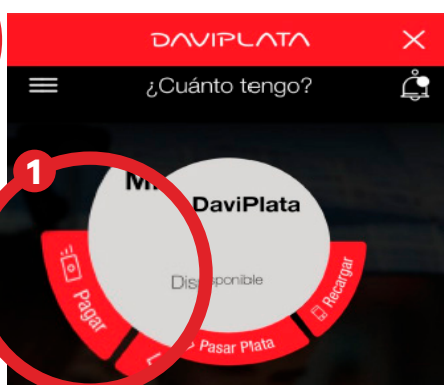 DAVIPLATA
¿Cuánto tengo?
1
DaviPlata
Disponible
Pagar
Pasar Plata
Recargar